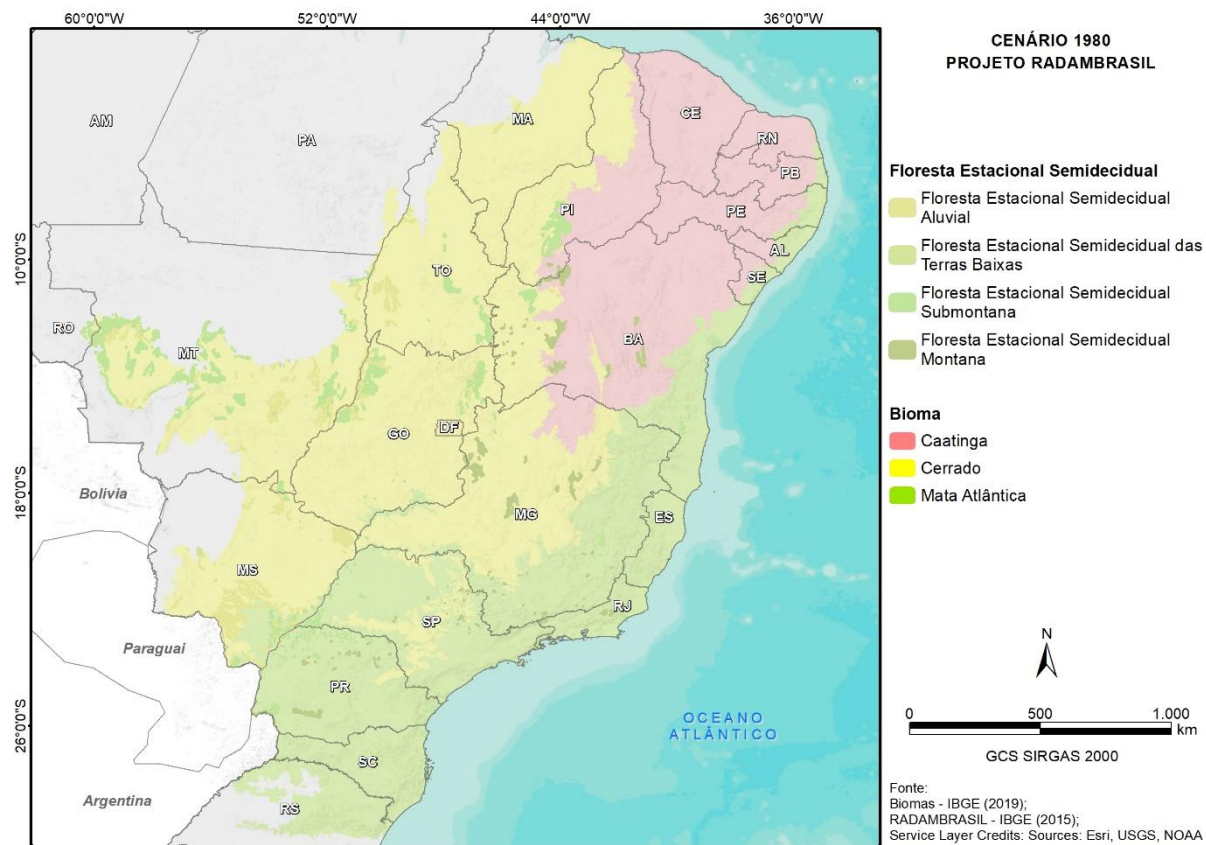 60°0'0"W
52°0'0"W
44°0'0"W
36°0'0"W
10°0'0"S
18°0'0"S
26°0'0"S
AM
PA
MA
CE
RN
PB
PI
PE
AL
SE
TO
RO
MT
BA
GO
DF
MG
ES
MS
SP
RJ
PR
SC
RS
Bolivia
Paraguai
Argentina
OCEANO
ATLÂNTICO
CENÁRIO 1980
PROJETO RADAMBRASIL
Floresta Estacional Semidecidual
Floresta Estacional Semidecidual
Aluvial
Floresta Estacional Semidecidual das
Terras Baixas
Floresta Estacional Semidecidual
Submontana
Floresta Estacional Semidecidual
Montana
Bioma
Caatinga
Cerrado
Mata Atlântica
N
0 500 1.000
km
GCS SIRGAS 2000
Fonte:
Biomas - IBGE (2019);
RADAMBRASIL - IBGE (2015);
Service Layer Credits: Sources: Esri, USGS, NOAA